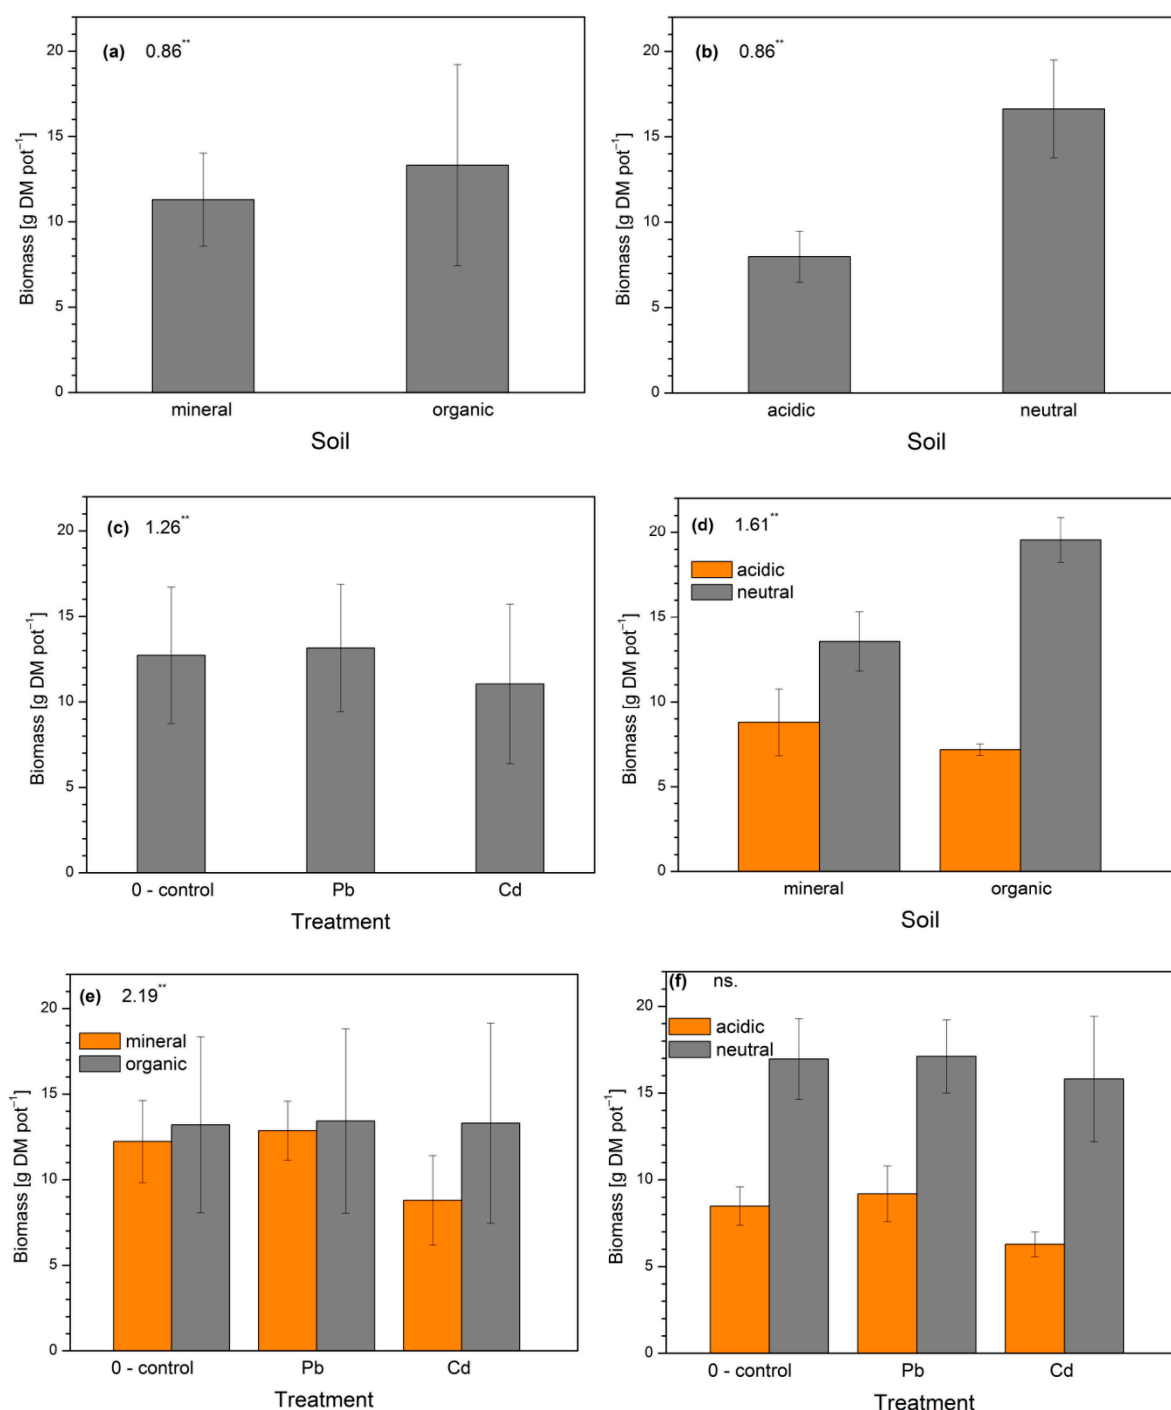 (a) 0.86**
20
15
10
5
0
Biomass [g DM pot⁻¹]
mineral organic
Soil
(b) 0.86**
20
15
10
5
0
Biomass [g DM pot⁻¹]
acidic neutral
Soil
(c) 1.26**
20
15
10
5
0
Biomass [g DM pot⁻¹]
0 - control Pb Cd
Treatment
(d) 1.61**
acidic
neutral
20
15
10
5
0
Biomass [g DM pot⁻¹]
mineral organic
Soil
(e) 2.19**
mineral
organic
20
15
10
5
0
Biomass [g DM pot⁻¹]
0 - control Pb Cd
Treatment
(f) ns.
acidic
neutral
20
15
10
5
0
Biomass [g DM pot⁻¹]
0 - control Pb Cd
Treatment